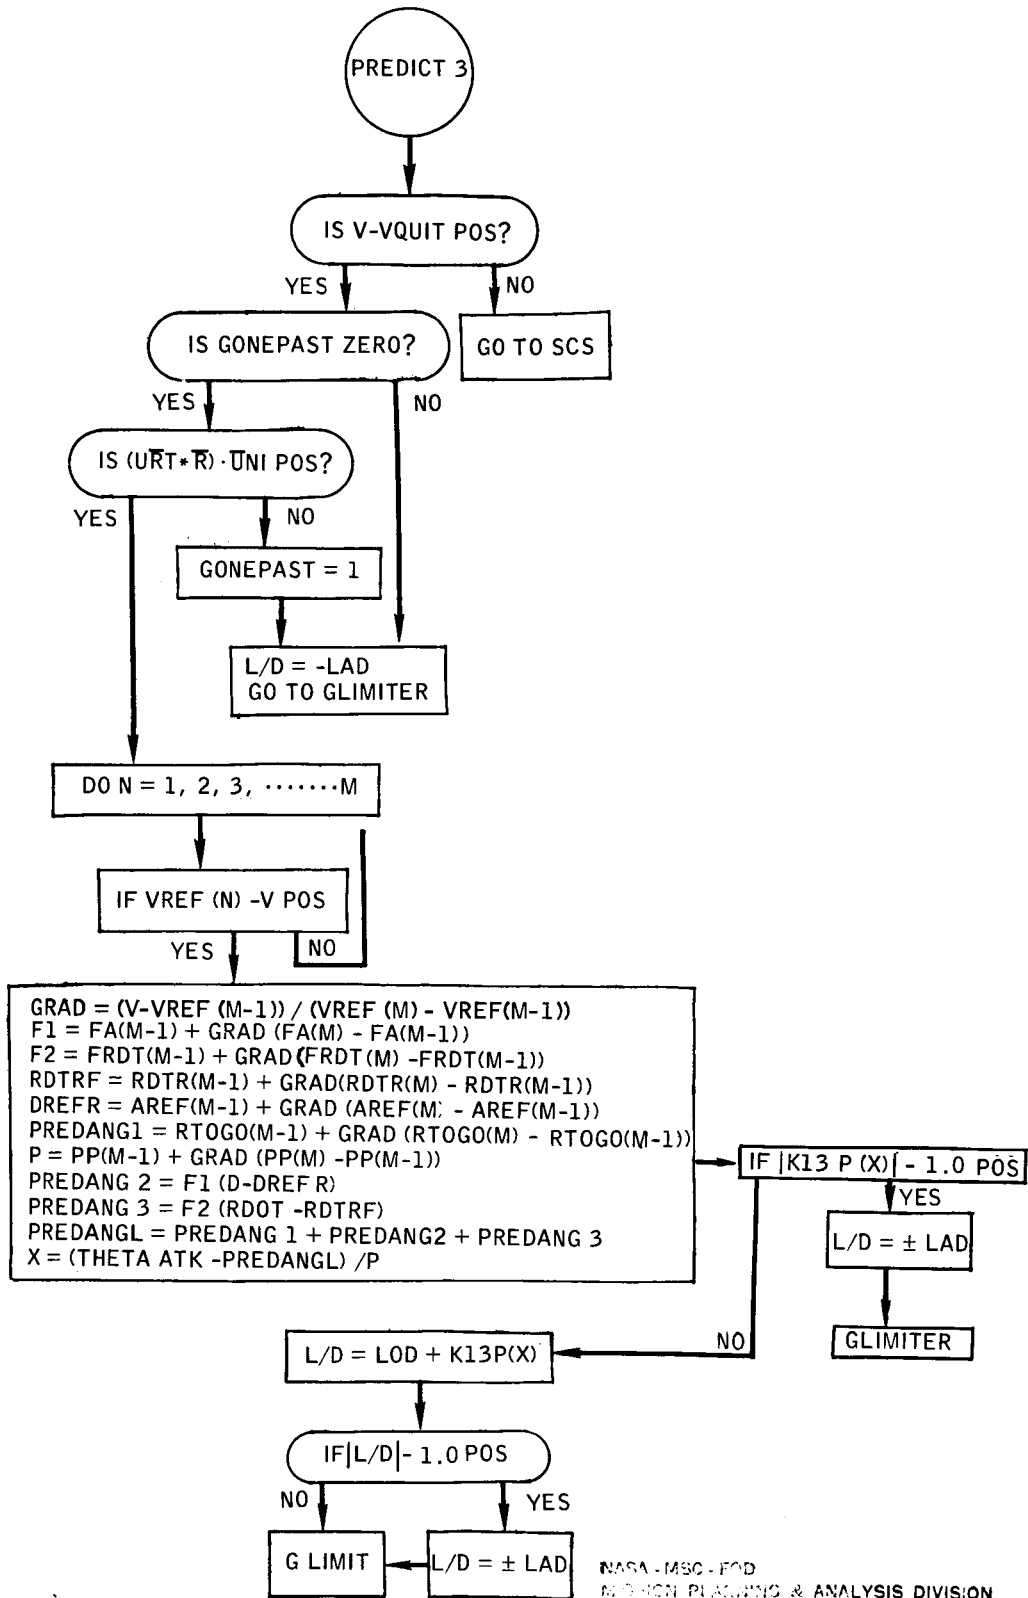 PREDICT 3
IS V-VQUIT POS?
YES
NO
IS GONEPAST ZERO?
GO TO SCS
YES
NO
IS (UR̅T * R̅) · U̅NI POS?
YES
NO
GONEPAST = 1
L/D = -LAD
GO TO GLIMITER
DO N = 1, 2, 3, ·······M
IF VREF (N) -V POS
YES
NO
GRAD = (V-VREF (M-1)) / (VREF (M) - VREF(M-1))
F1 = FA(M-1) + GRAD (FA(M) - FA(M-1))
F2 = FRDT(M-1) + GRAD(FRDT(M) -FRDT(M-1))
RDTRF = RDTR(M-1) + GRAD(RDTR(M) - RDTR(M-1))
DREFR = AREF(M-1) + GRAD (AREF(M) - AREF(M-1))
PREDANG1 = RTOGO(M-1) + GRAD (RTOGO(M) - RTOGO(M-1))
P = PP(M-1) + GRAD (PP(M) -PP(M-1))
PREDANG 2 = F1 (D-DREFR)
PREDANG 3 = F2 (RDOT -RDTRF)
PREDANGL = PREDANG 1 + PREDANG2 + PREDANG 3
X = (THETA ATK -PREDANGL) /P
IF |K13 P (X)| - 1.0 POS
YES
L/D = ± LAD
GLIMITER
NO
L/D = LOD + K13P(X)
IF|L/D| - 1.0 POS
NO
YES
G LIMIT
L/D = ± LAD
NASA - MSC - FOD
MISSION PLANNING & ANALYSIS DIVISION